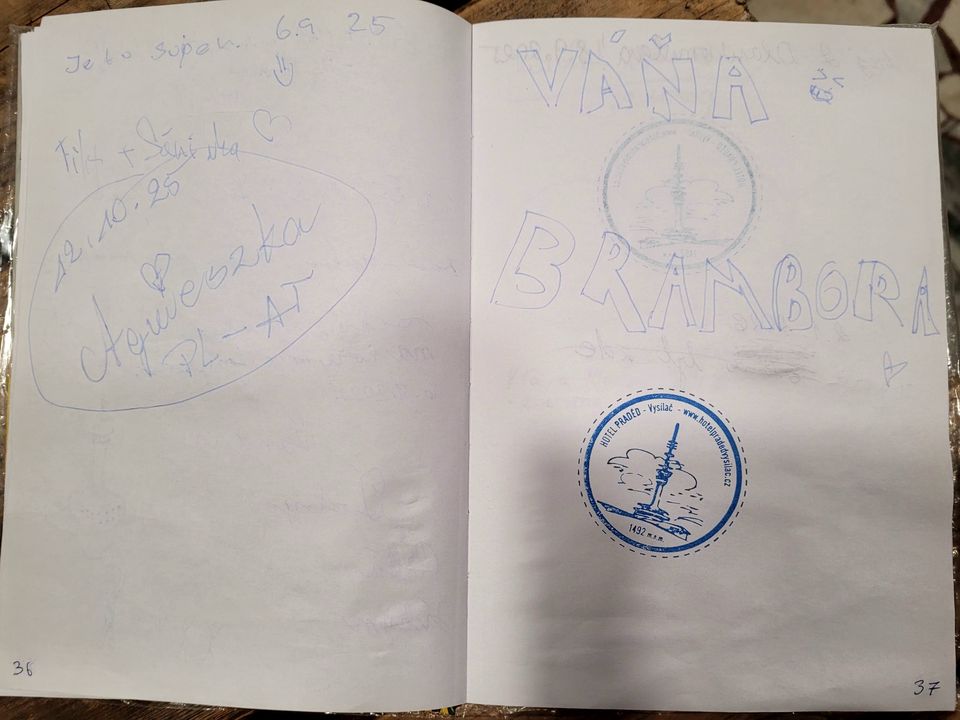 Je to super. 6.9 25
Filip + Sárinka
12.10.25
Agnieszka
PL-AT
36
VÁŇA
BRAMBORA
HOTEL PRADĚD - Vysílač - www.hotelpradedvysilac.cz
1492 m.n.m.
37